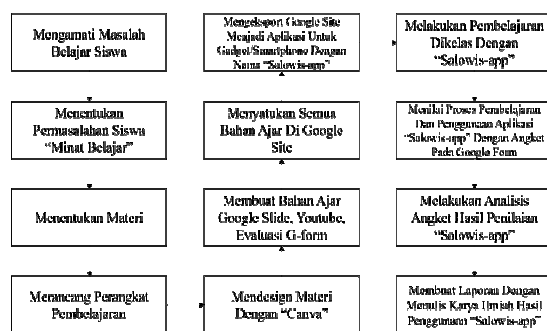 Mengamati Masalah
Belajar Siswa
Menentukan
Permasalahan Siswa
"Minat Belajar"
Menentukan Materi
Merancang Perangkat
Pembelajaran
Mendesign Materi
Dengan "Canva"
Membuat Bahan Ajar
Google Slide, Youtube,
Evaluasi G-form
Menyatukan Semua
Bahan Ajar Di Google
Site
Mengeksport Google Site
Menjadi Aplikasi Untuk
Gadget/Smartphone Dengan
Nama "Salowis-app"
Melakukan Pembelajaran
Dikelas Dengan
"Salowis-app"
Menilai Proses Pembelajaran
Dan Penggunaan Aplikasi
"Salowis-app" Dengan Angket
Pada Google Form
Melakukan Analisis
Angket Hasil Penilaian
"Salowis-app"
Membuat Laporan Dengan
Menulis Karya Ilmiah Hasil
Penggunaan "Salowis-app"